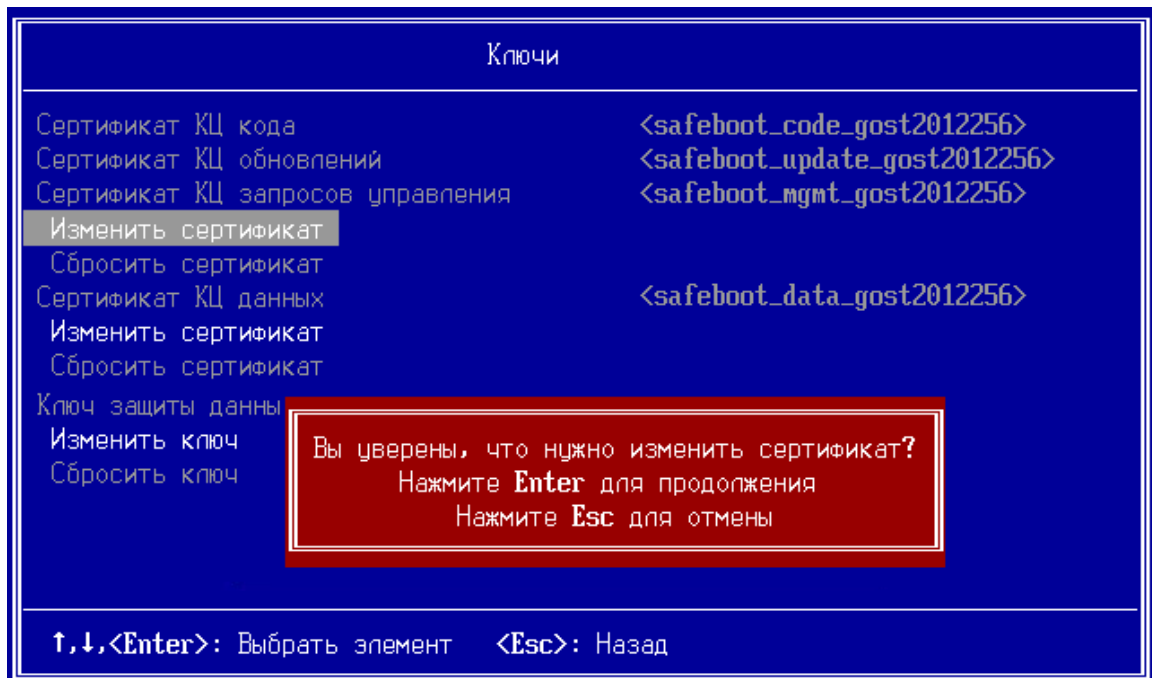 Ключи
Сертификат КЦ кода <safeboot_code_gost2012256>
Сертификат КЦ обновлений <safeboot_update_gost2012256>
Сертификат КЦ запросов управления <safeboot_mgmt_gost2012256>
Изменить сертификат
Сбросить сертификат
Сертификат КЦ данных <safeboot_data_gost2012256>
Изменить сертификат
Сбросить сертификат
Ключ защиты данны
Изменить ключ
Сбросить ключ
Вы уверены, что нужно изменить сертификат?
Нажмите Enter для продолжения
Нажмите Esc для отмены
↑,↓,<Enter>: Выбрать элемент <Esc>: Назад